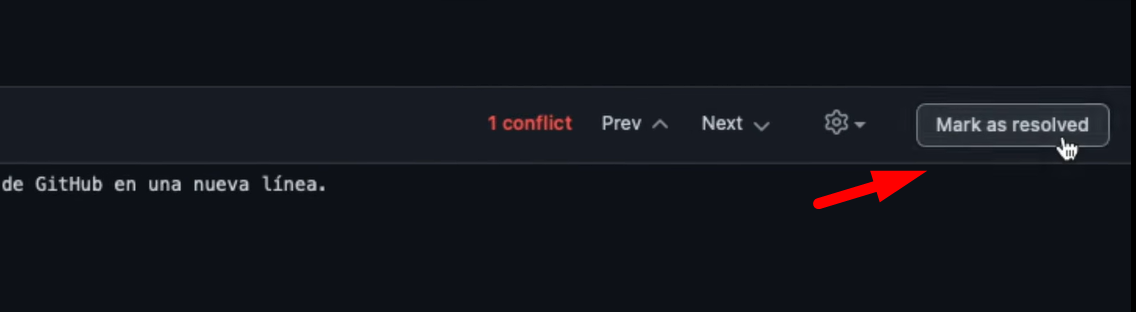 1 conflict Prev Next Mark as resolved
de GitHub en una nueva línea.